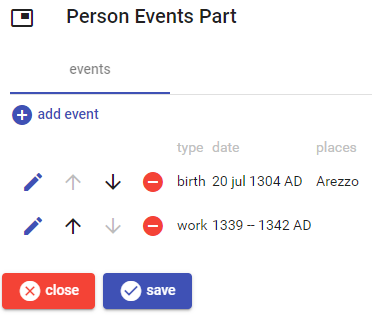 Person Events Part
events
add event
type date places
birth 20 jul 1304 AD Arezzo
work 1339 -- 1342 AD
close save